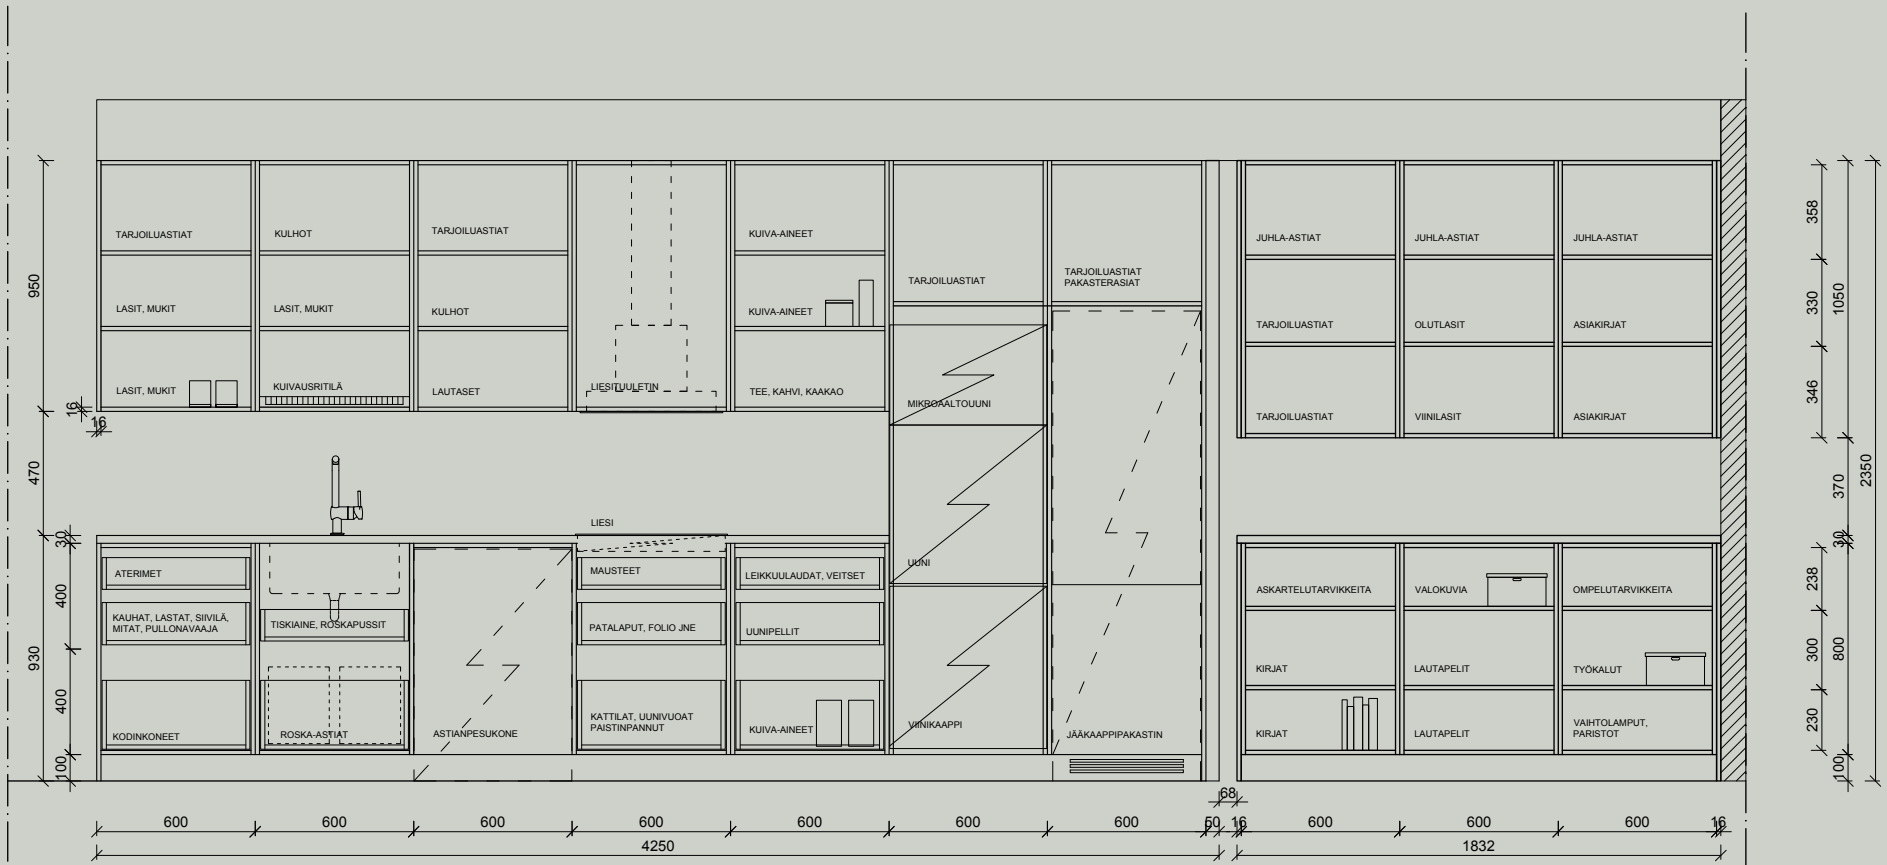 TARJOILUASTIAT
KULHOT
TARJOILUASTIAT
KUIVA-AINEET
LASIT, MUKIT
LASIT, MUKIT
KULHOT
KUIVA-AINEET
LASIT, MUKIT
KUIVAUSRITILÄ
LAUTASET
LIESITUULETIN
TEE, KAHVI, KAAKAO
TARJOILUASTIAT
TARJOILUASTIAT
PAKASTERASIAT
MIKROAALTOUUNI
UUNI
VIINIKAAPPI
JÄÄKAAPPIPAKASTIN
JUHLA-ASTIAT
JUHLA-ASTIAT
JUHLA-ASTIAT
TARJOILUASTIAT
OLUTLASIT
ASIAKIRJAT
TARJOILUASTIAT
VIINILASIT
ASIAKIRJAT
LIESI
ATERIMET
MAUSTEET
LEIKKUULAUDAT, VEITSET
KAUHAT, LASTAT, SIIVILÄ,
MITAT, PULLONAVAAJA
TISKIAINE, ROSKAPUSSIT
PATALAPUT, FOLIO JNE
UUNIPELLIT
KODINKONEET
ROSKA-ASTIAT
ASTIANPESUKONE
KATTILAT, UUNIVUOAT
PAISTINPANNUT
KUIVA-AINEET
ASKARTELUTARVIKKEITA
VALOKUVIA
OMPELUTARVIKKEITA
KIRJAT
LAUTAPELIT
TYÖKALUT
KIRJAT
LAUTAPELIT
VAIHTOLAMPUT,
PARISTOT
950
16
16
470
30
400
930
400
100
358
330
1050
346
370
2350
30
238
300
800
230
100
68
600
600
600
600
600
600
600
50
16
600
600
600
16
4250
1832